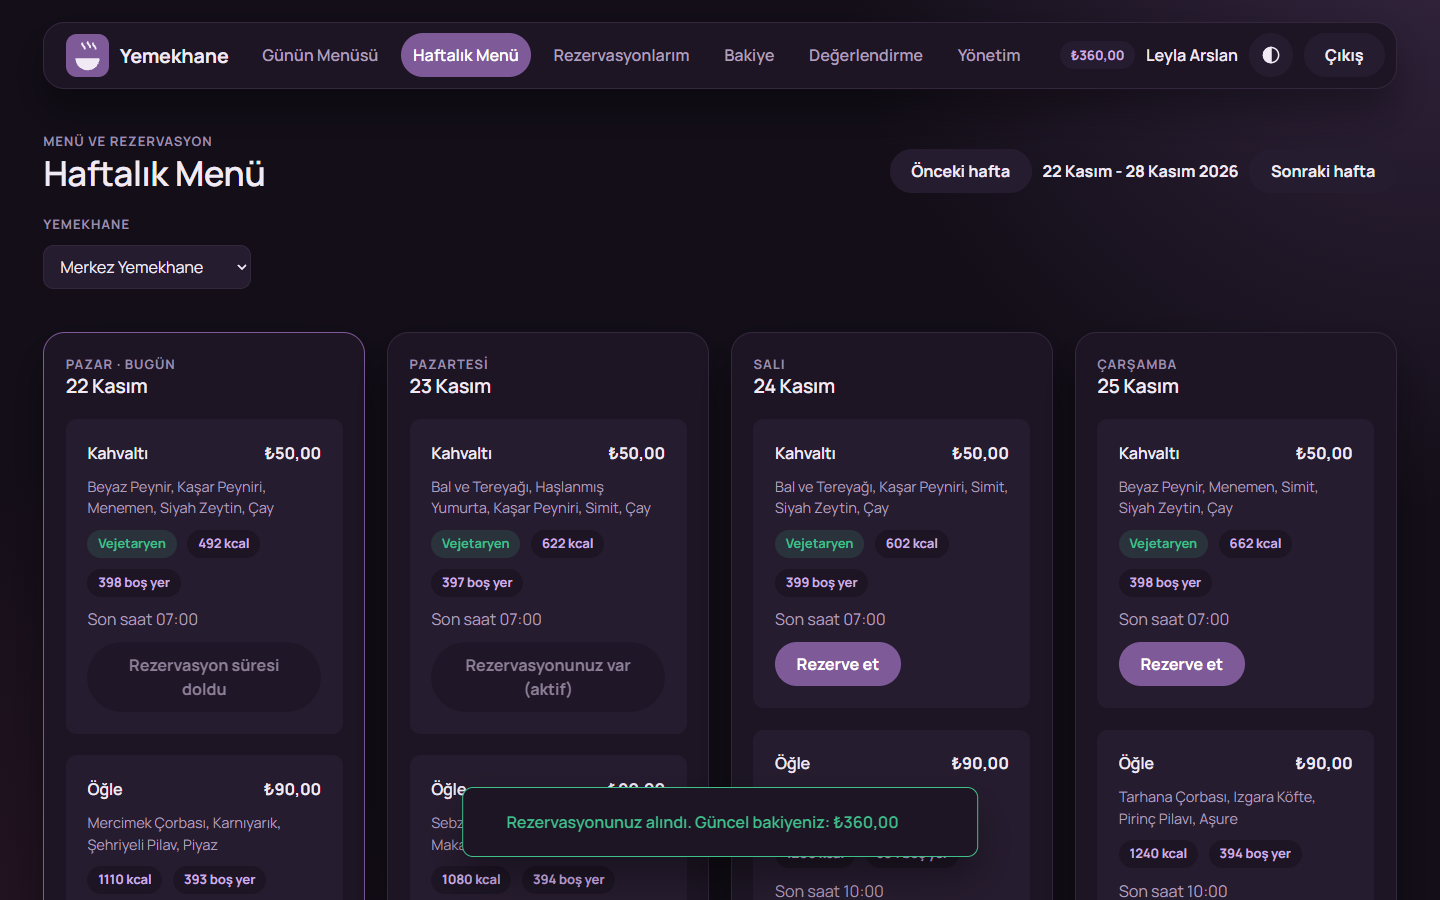 Yemekhane
Günün Menüsü
Haftalık Menü
Rezervasyonlarım
Bakiye
Değerlendirme
Yönetim
₺360,00
Leyla Arslan
Çıkış
MENÜ VE REZERVASYON
Haftalık Menü
Önceki hafta
22 Kasım - 28 Kasım 2026
Sonraki hafta
YEMEKHANE
Merkez Yemekhane
PAZAR · BUGÜN
22 Kasım
Kahvaltı ₺50,00
Beyaz Peynir, Kaşar Peyniri,
Menemen, Siyah Zeytin, Çay
Vejetaryen 492 kcal
398 boş yer
Son saat 07:00
Rezervasyon süresi
doldu
Öğle ₺90,00
Mercimek Çorbası, Karnıyarık,
Şehriyeli Pilav, Piyaz
1110 kcal 393 boş yer
PAZARTESİ
23 Kasım
Kahvaltı ₺50,00
Bal ve Tereyağı, Haşlanmış
Yumurta, Kaşar Peyniri, Simit, Çay
Vejetaryen 622 kcal
397 boş yer
Son saat 07:00
Rezervasyonunuz var
(aktif)
Öğle
1080 kcal 394 boş yer
SALI
24 Kasım
Kahvaltı ₺50,00
Bal ve Tereyağı, Kaşar Peyniri, Simit,
Siyah Zeytin, Çay
Vejetaryen 602 kcal
399 boş yer
Son saat 07:00
Rezerve et
Öğle ₺90,00
Son saat 10:00
ÇARŞAMBA
25 Kasım
Kahvaltı ₺50,00
Beyaz Peynir, Menemen, Simit,
Siyah Zeytin, Çay
Vejetaryen 662 kcal
398 boş yer
Son saat 07:00
Rezerve et
Öğle ₺90,00
Tarhana Çorbası, Izgara Köfte,
Pirinç Pilavı, Aşure
1240 kcal 394 boş yer
Son saat 10:00
Rezervasyonunuz alındı. Güncel bakiyeniz: ₺360,00